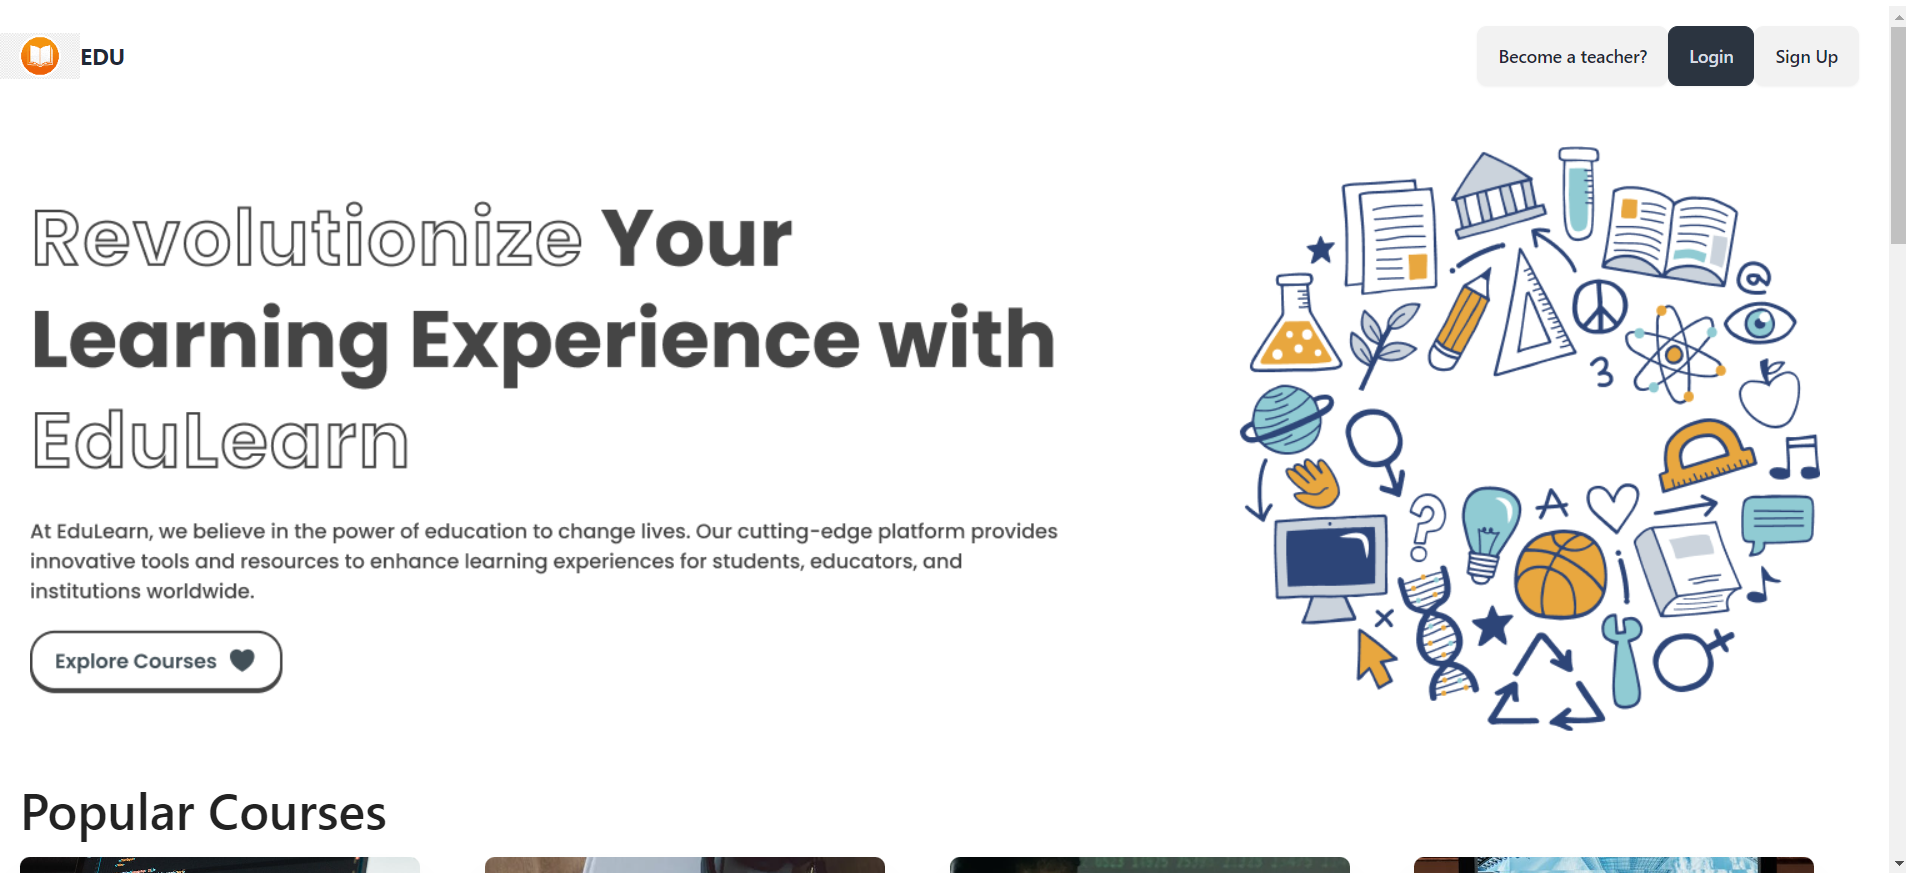 EDU
Become a teacher?
Login
Sign Up
Revolutionize Your
Learning Experience with
EduLearn
At EduLearn, we believe in the power of education to change lives. Our cutting-edge platform provides
innovative tools and resources to enhance learning experiences for students, educators, and
institutions worldwide.
Explore Courses
@
3
?
A
i
Popular Courses